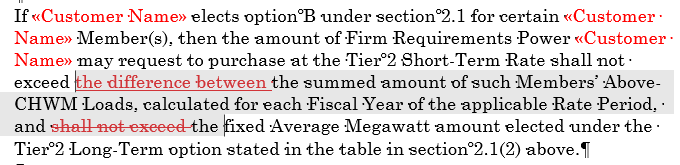 If «Customer Name» elects option°B under section°2.1 for certain «Customer
Name» Member(s), then the amount of Firm Requirements Power «Customer
Name» may request to purchase at the Tier°2 Short-Term Rate shall not
exceed the difference between the summed amount of such Members’ Above-
CHWM Loads, calculated for each Fiscal Year of the applicable Rate Period,
and shall not exceed the fixed Average Megawatt amount elected under the
Tier°2 Long-Term option stated in the table in section°2.1(2) above.¶